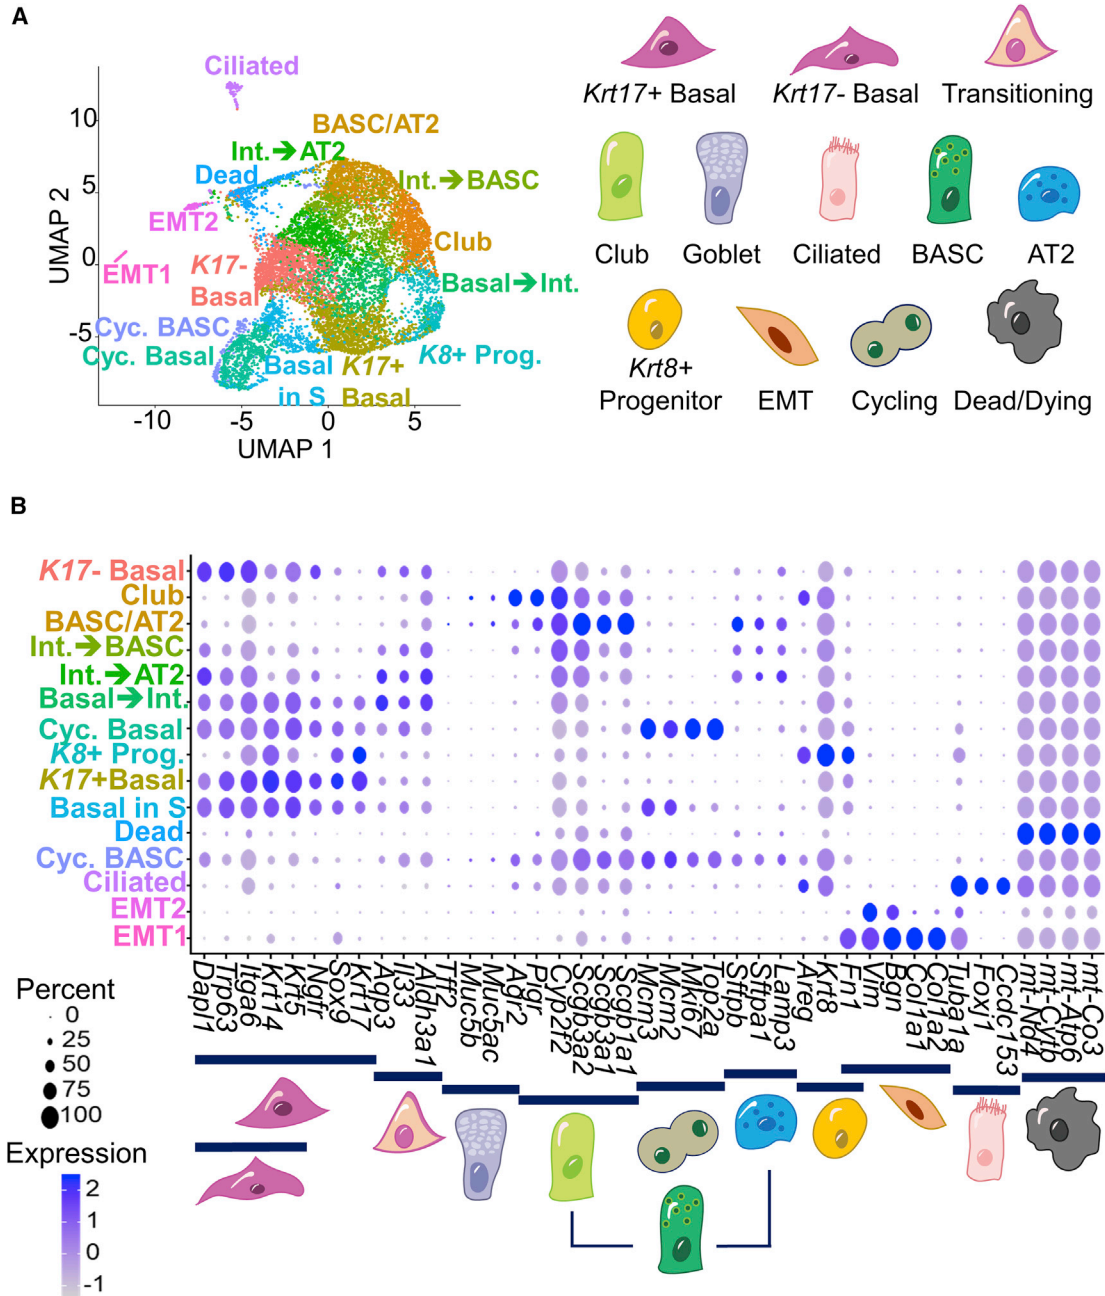 A
Ciliated
BASC/AT2
Int.➔AT2
Dead
Int.➔BASC
EMT2
Club
EMT1
K17-
Basal
Basal➔Int.
Cyc. BASC
Cyc. Basal
Basal
in S
K17+
Basal
K8+ Prog.
10
5
0
-5
-10
-5
0
5
UMAP 1
UMAP 2
Krt17+ Basal
Krt17- Basal
Transitioning
Club
Goblet
Ciliated
BASC
AT2
Krt8+
Progenitor
EMT
Cycling
Dead/Dying
B
K17- Basal
Club
BASC/AT2
Int.➔BASC
Int.➔AT2
Basal➔Int.
Cyc. Basal
K8+ Prog.
K17+Basal
Basal in S
Dead
Cyc. BASC
Ciliated
EMT2
EMT1
Dapl1
Trp63
Itga6
Krt14
Krt5
Ngfr
Sox9
Krt17
Aqp3
Il33
Aldh3a1
Tff2
Muc5b
Muc5ac
Agr2
Pigr
Cyp2f2
Scgb3a2
Scgb3a1
Scgb1a1
Mcm3
Mcm2
Mki67
Top2a
Sftpb
Sftpa1
Lamp3
Areg
Krt8
Fn1
Vim
Bgn
Col1a1
Col1a2
Tuba1a
Foxj1
Ccdc153
mt-Nd4
mt-Cytb
mt-Atp6
mt-Co3
Percent
0
25
50
75
100
Expression
2
1
0
-1